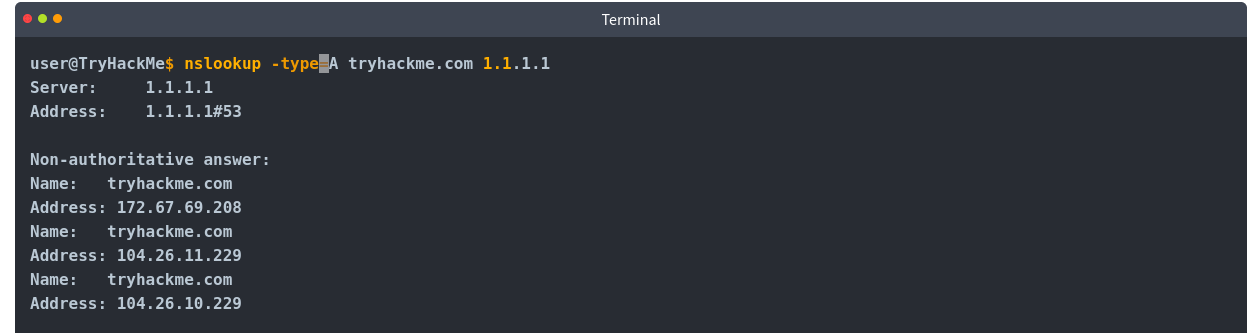 Terminal
user@TryHackMe$ nslookup -type=A tryhackme.com 1.1.1.1
Server:     1.1.1.1
Address:    1.1.1.1#53
Non-authoritative answer:
Name:   tryhackme.com
Address: 172.67.69.208
Name:   tryhackme.com
Address: 104.26.11.229
Name:   tryhackme.com
Address: 104.26.10.229